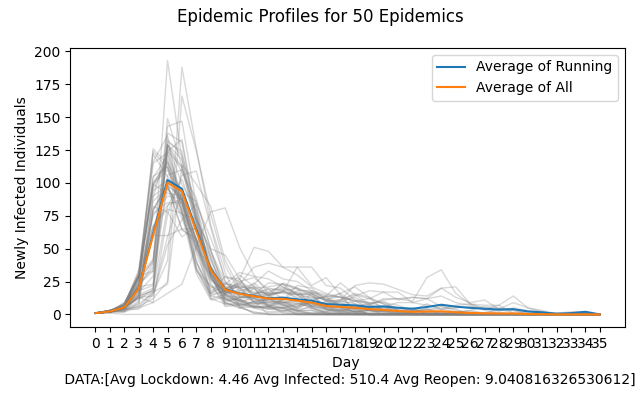 Epidemic Profiles for 50 Epidemics
Average of Running
Average of All
Newly Infected Individuals
200
175
150
125
100
75
50
25
0
0 1 2 3 4 5 6 7 8 9 10 11 12 13 14 15 16 17 18 19 20 21 22 23 24 25 26 27 28 29 30 31 32 33 34 35
Day
DATA:[Avg Lockdown: 4.46 Avg Infected: 510.4 Avg Reopen: 9.040816326530612]